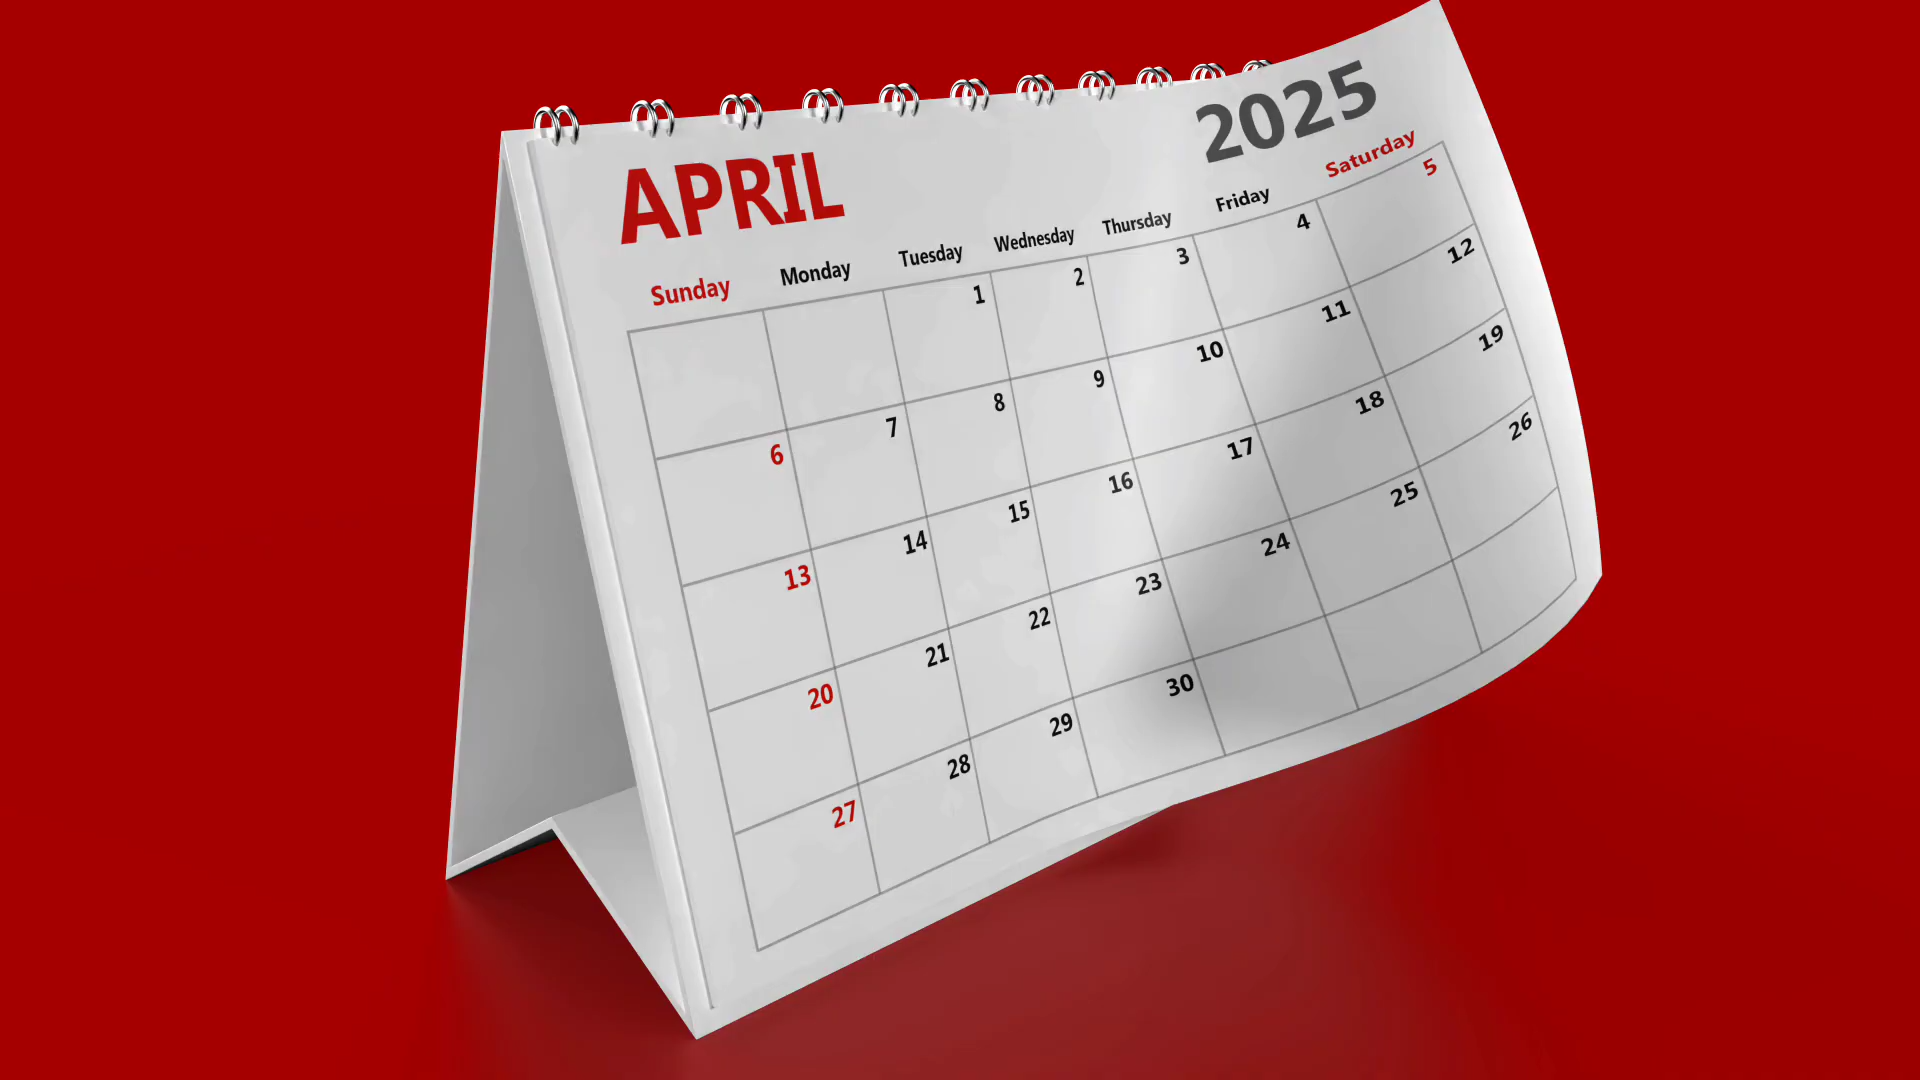 APRIL 2025
Sunday Monday Tuesday Wednesday Thursday Friday Saturday
1 2 3 4 5
6 7 8 9 10 11 12
13 14 15 16 17 18 19
20 21 22 23 24 25 26
27 28 29 30